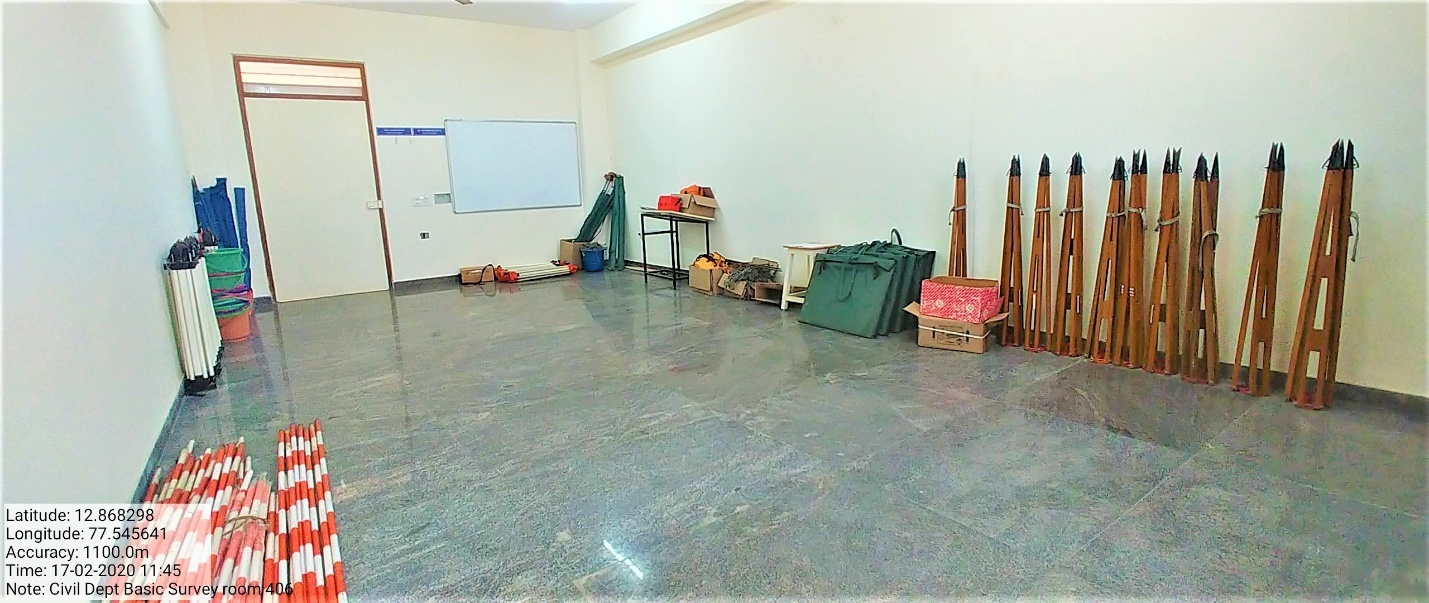 Latitude: 12.868298
Longitude: 77.545641
Accuracy: 1100.0m
Time: 17-02-2020 11:45
Note: Civil Dept Basic Survey room,406